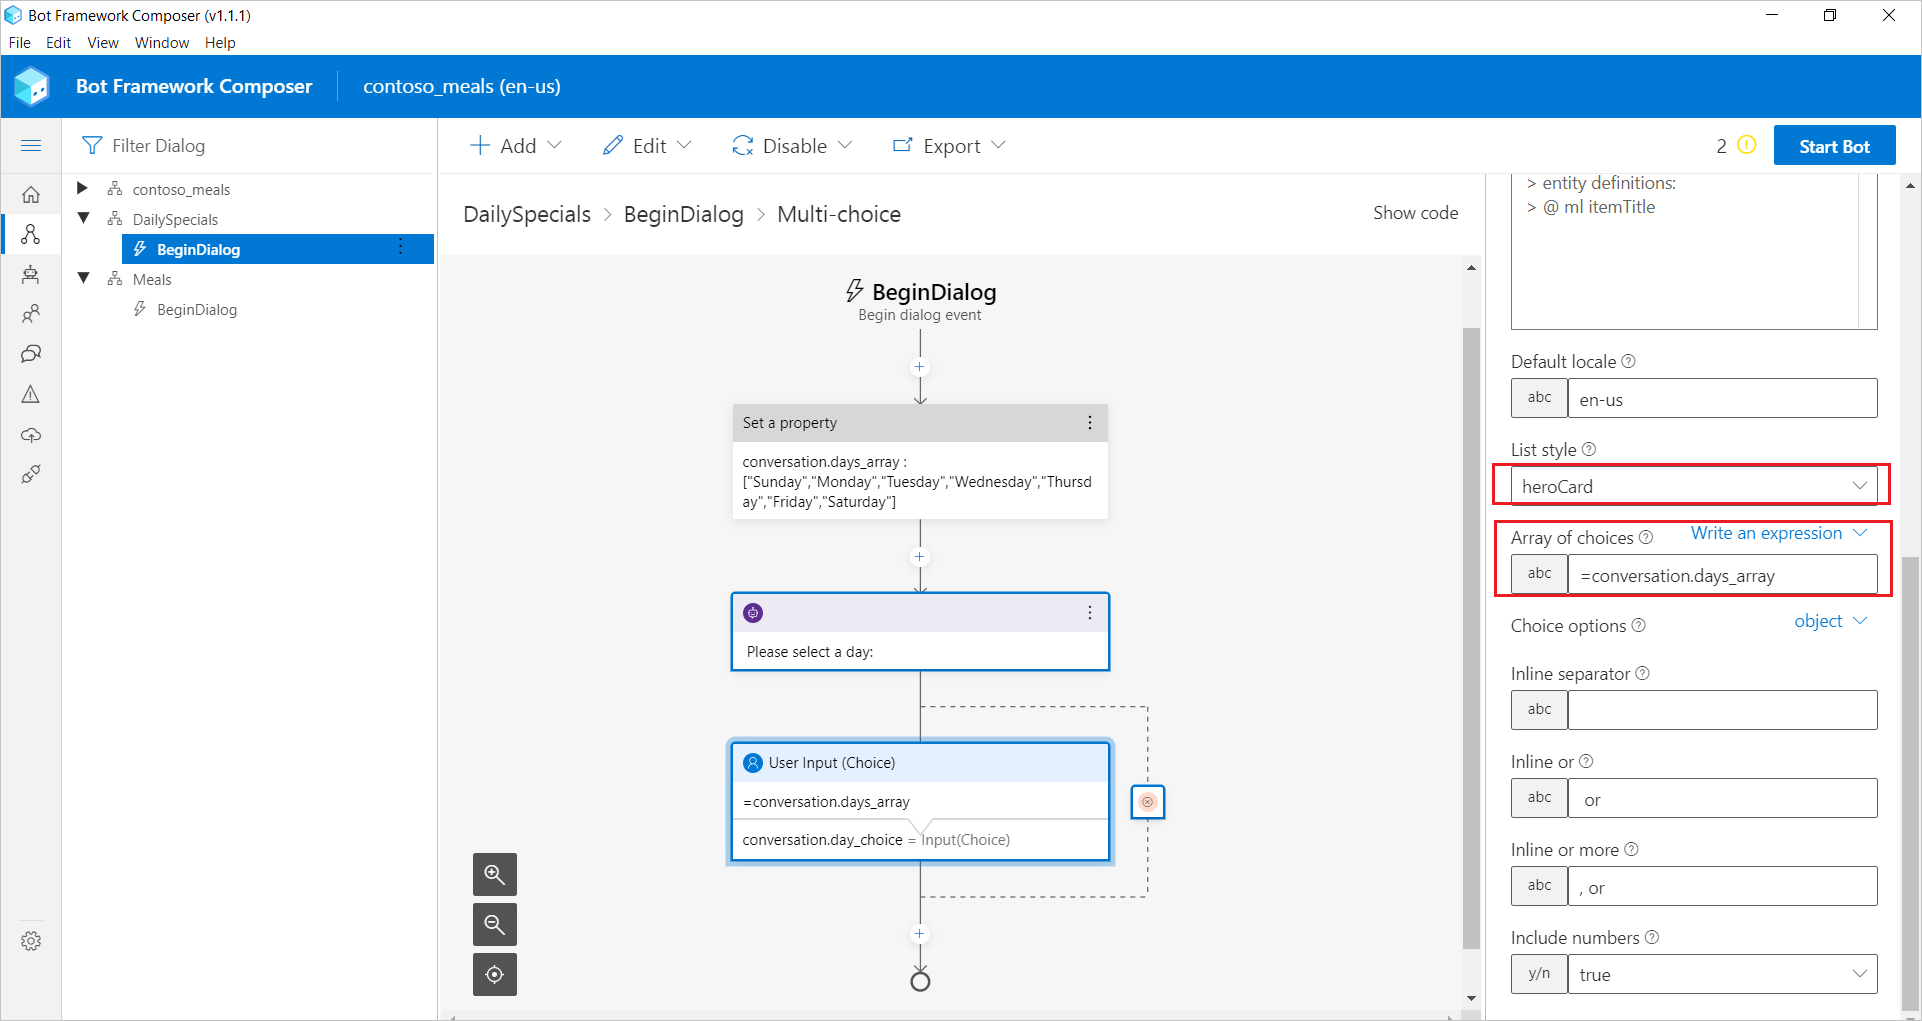 Bot Framework Composer (v1.1.1)
File Edit View Window Help
Bot Framework Composer contoso_meals (en-us)
Filter Dialog
contoso_meals
DailySpecials
BeginDialog
Meals
BeginDialog
Add Edit Disable Export 2 Start Bot
DailySpecials > BeginDialog > Multi-choice Show code
BeginDialog
Begin dialog event
Set a property
conversation.days_array :
["Sunday","Monday","Tuesday","Wednesday","Thursd
ay","Friday","Saturday"]
Please select a day:
User Input (Choice)
=conversation.days_array
conversation.day_choice = Input(Choice)
> entity definitions:
> @ ml itemTitle
Default locale
abc en-us
List style
heroCard
Array of choices Write an expression
abc =conversation.days_array
Choice options object
Inline separator
abc
Inline or
abc or
Inline or more
abc , or
Include numbers
y/n true